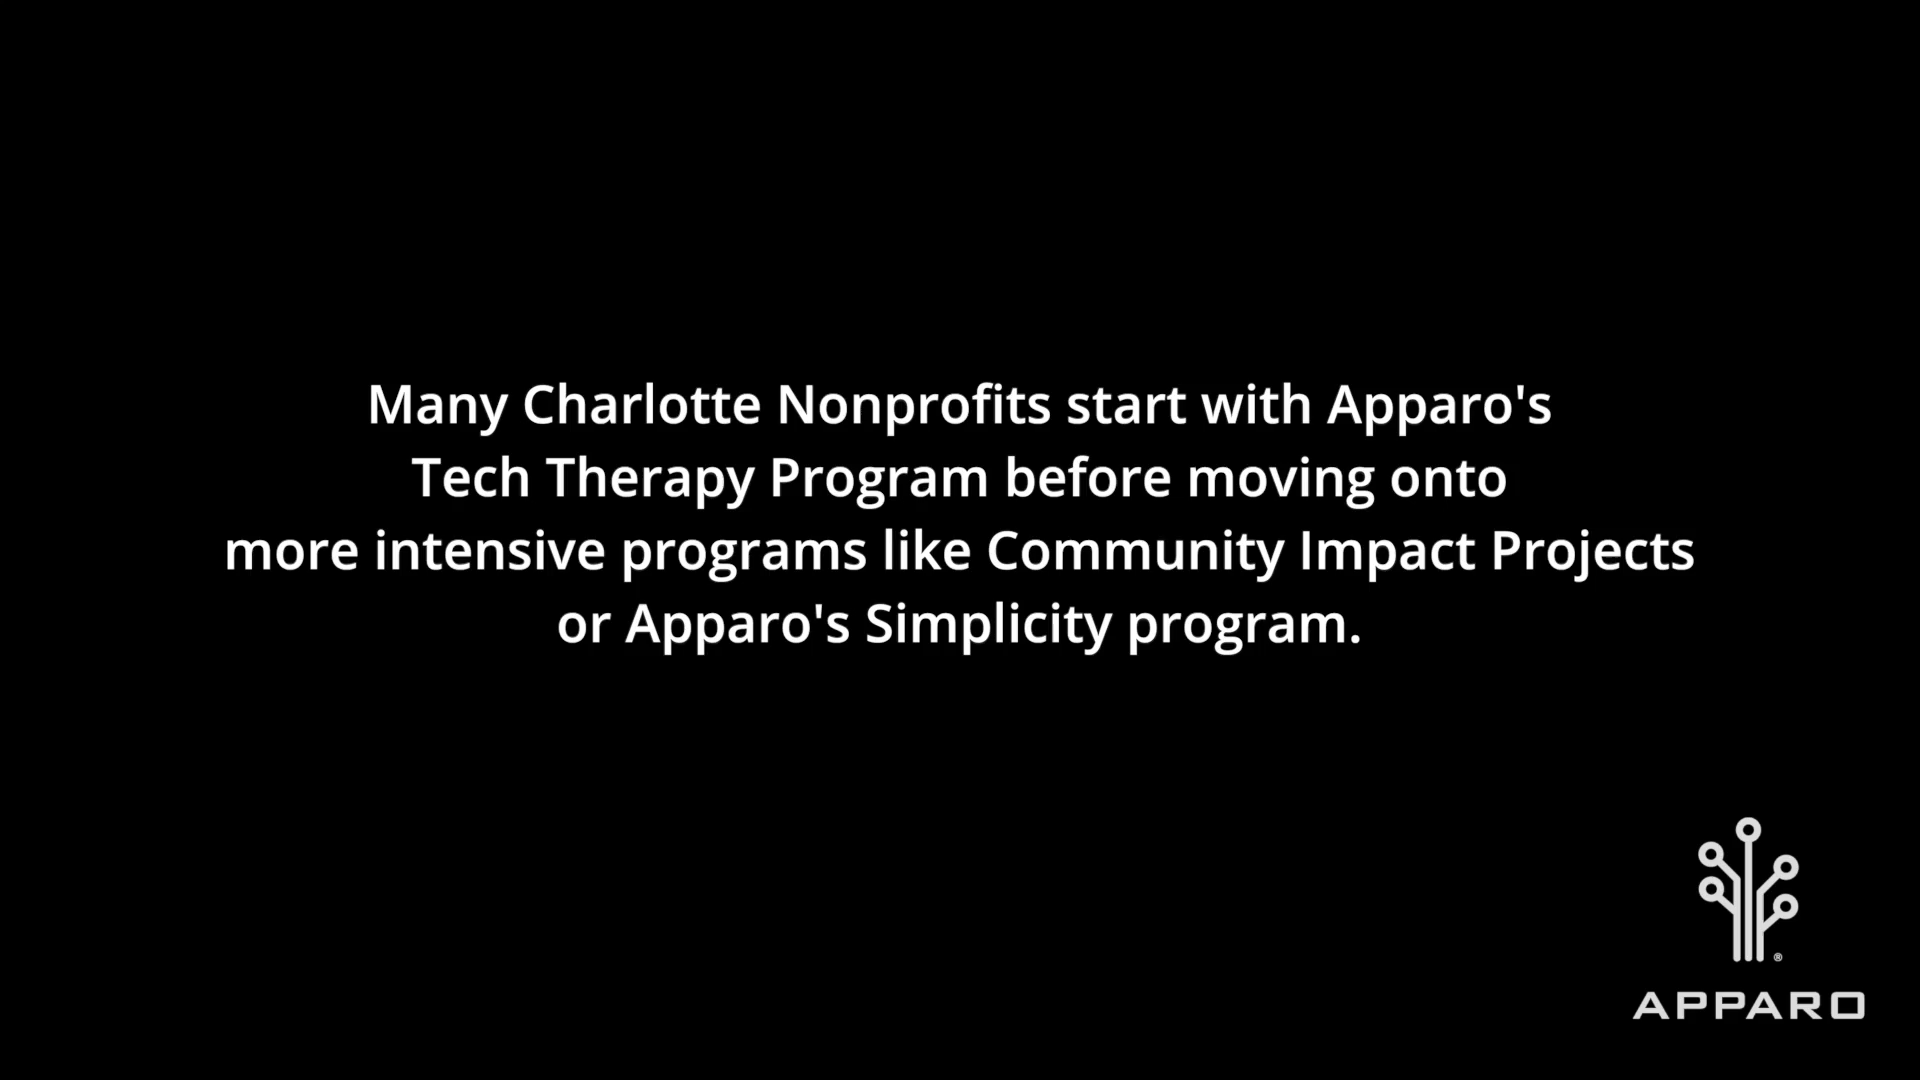 Many Charlotte Nonprofits start with Apparo's
Tech Therapy Program before moving onto
more intensive programs like Community Impact Projects
or Apparo's Simplicity program.
®
APPARO